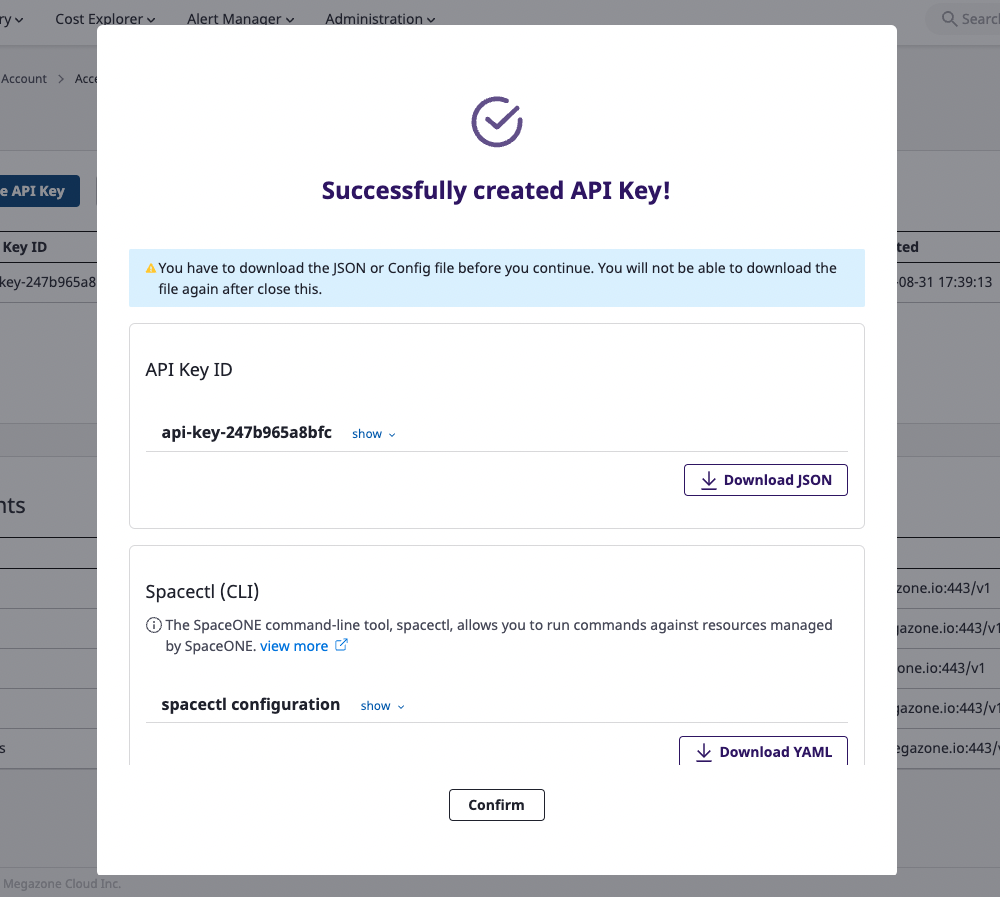 ry Cost Explorer Alert Manager Administration Search
Account > Acce
Successfully created API Key!
e API Key
Key ID
ted
key-247b965a8
-08-31 17:39:13
You have to download the JSON or Config file before you continue. You will not be able to download the
file again after close this.
API Key ID
api-key-247b965a8bfc show
Download JSON
nts
Spacectl (CLI)
The SpaceONE command-line tool, spacectl, allows you to run commands against resources managed
by SpaceONE. view more
zone.io:443/v1
gazone.io:443/v1
one.io:443/v1
spacectl configuration show
gazone.io:443/v1
s
Download YAML
egazone.io:443/v
Confirm
Megazone Cloud Inc.